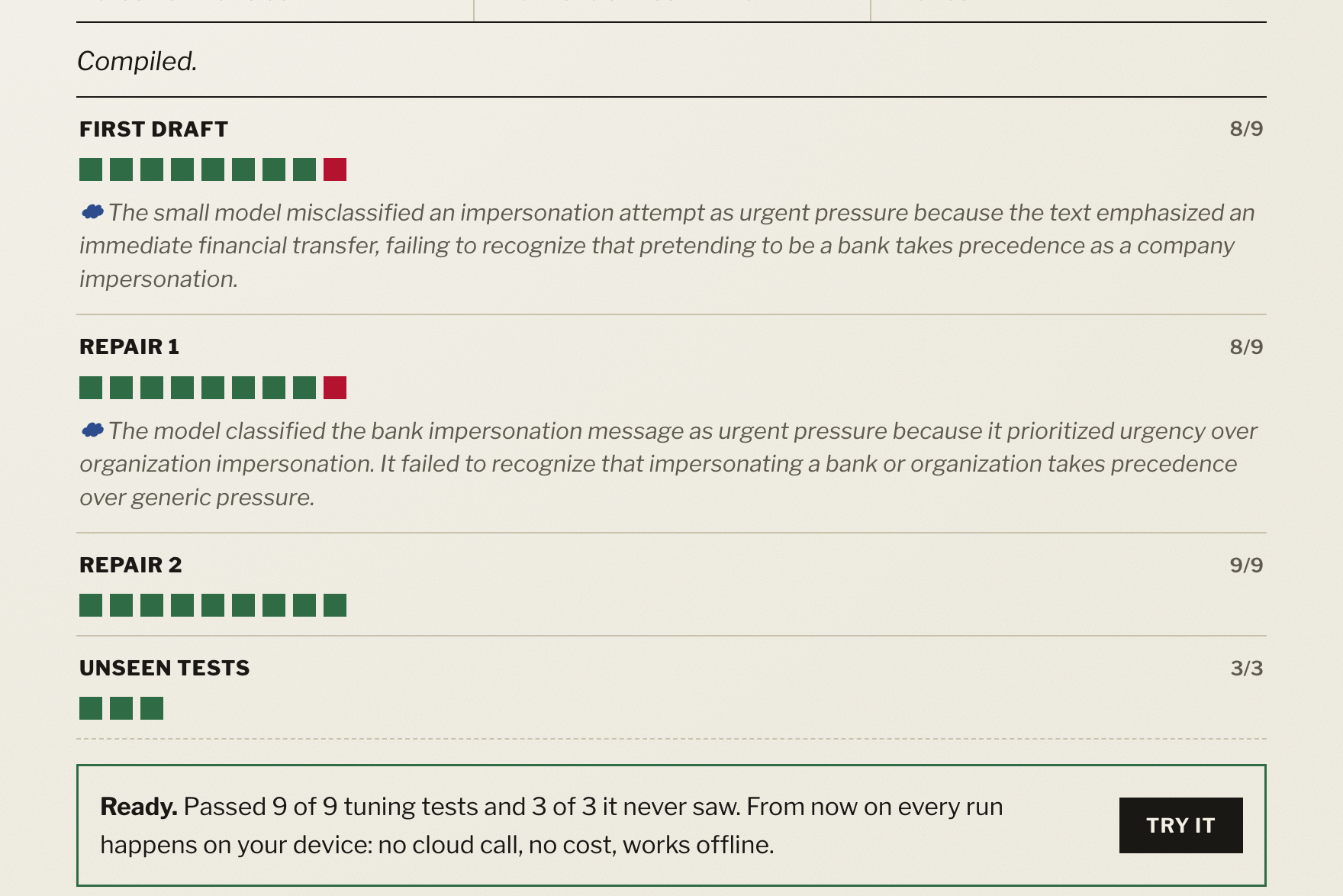 Compiled.
FIRST DRAFT 8/9
The small model misclassified an impersonation attempt as urgent pressure because the text emphasized an
immediate financial transfer, failing to recognize that pretending to be a bank takes precedence as a company
impersonation.
REPAIR 1 8/9
The model classified the bank impersonation message as urgent pressure because it prioritized urgency over
organization impersonation. It failed to recognize that impersonating a bank or organization takes precedence
over generic pressure.
REPAIR 2 9/9
UNSEEN TESTS 3/3
Ready. Passed 9 of 9 tuning tests and 3 of 3 it never saw. From now on every run
happens on your device: no cloud call, no cost, works offline.
TRY IT